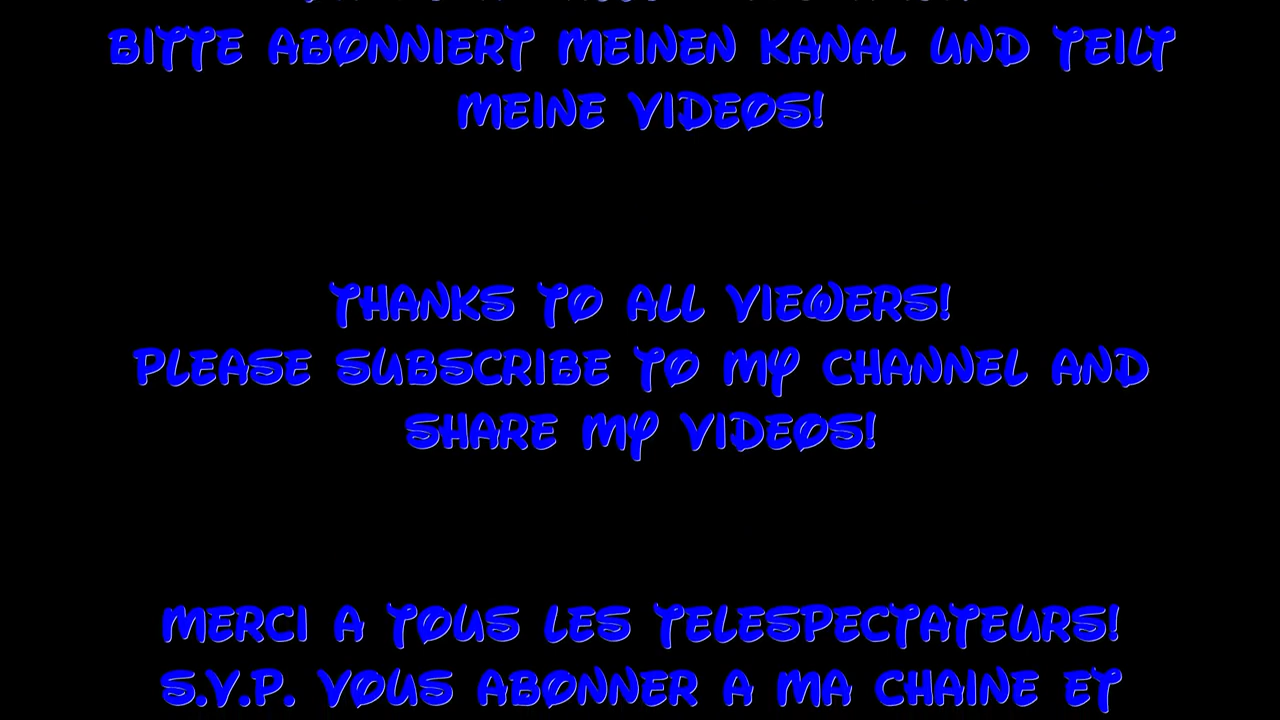 BITTE ABONNIERT MEINEN KANAL UND TEILT
MEINE VIDEOS!
THANKS TO ALL VIEWERS!
PLEASE SUBSCRIBE TO MY CHANNEL AND
SHARE MY VIDEOS!
MERCI A TOUS LES TELESPECTATEURS!
S.V.P. VOUS ABONNER A MA CHAINE ET